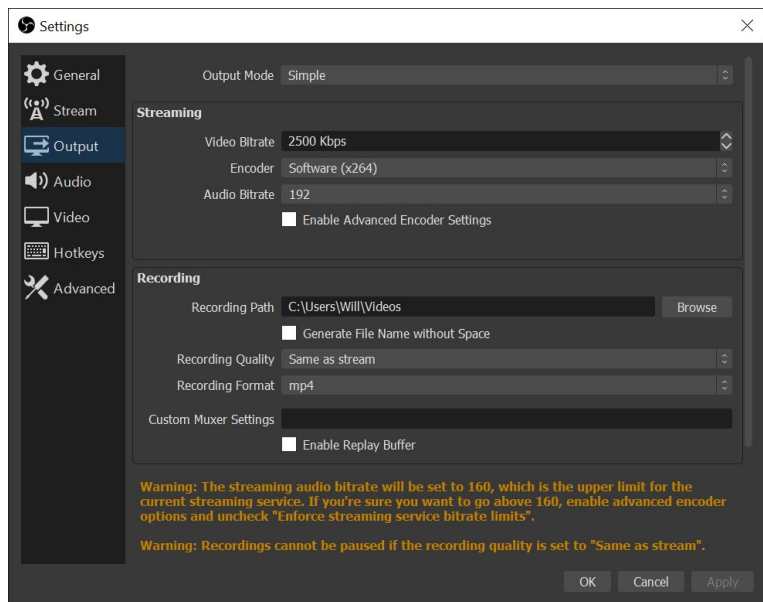 Settings
General
Stream
Output
Audio
Video
Hotkeys
Advanced
Output Mode Simple
Streaming
Video Bitrate 2500 Kbps
Encoder Software (x264)
Audio Bitrate 192
Enable Advanced Encoder Settings
Recording
Recording Path C:\Users\Will\Videos Browse
Generate File Name without Space
Recording Quality Same as stream
Recording Format mp4
Custom Muxer Settings
Enable Replay Buffer
Warning: The streaming audio bitrate will be set to 160, which is the upper limit for the
current streaming service. If you're sure you want to go above 160, enable advanced encoder
options and uncheck "Enforce streaming service bitrate limits".
Warning: Recordings cannot be paused if the recording quality is set to "Same as stream".
OK Cancel Apply